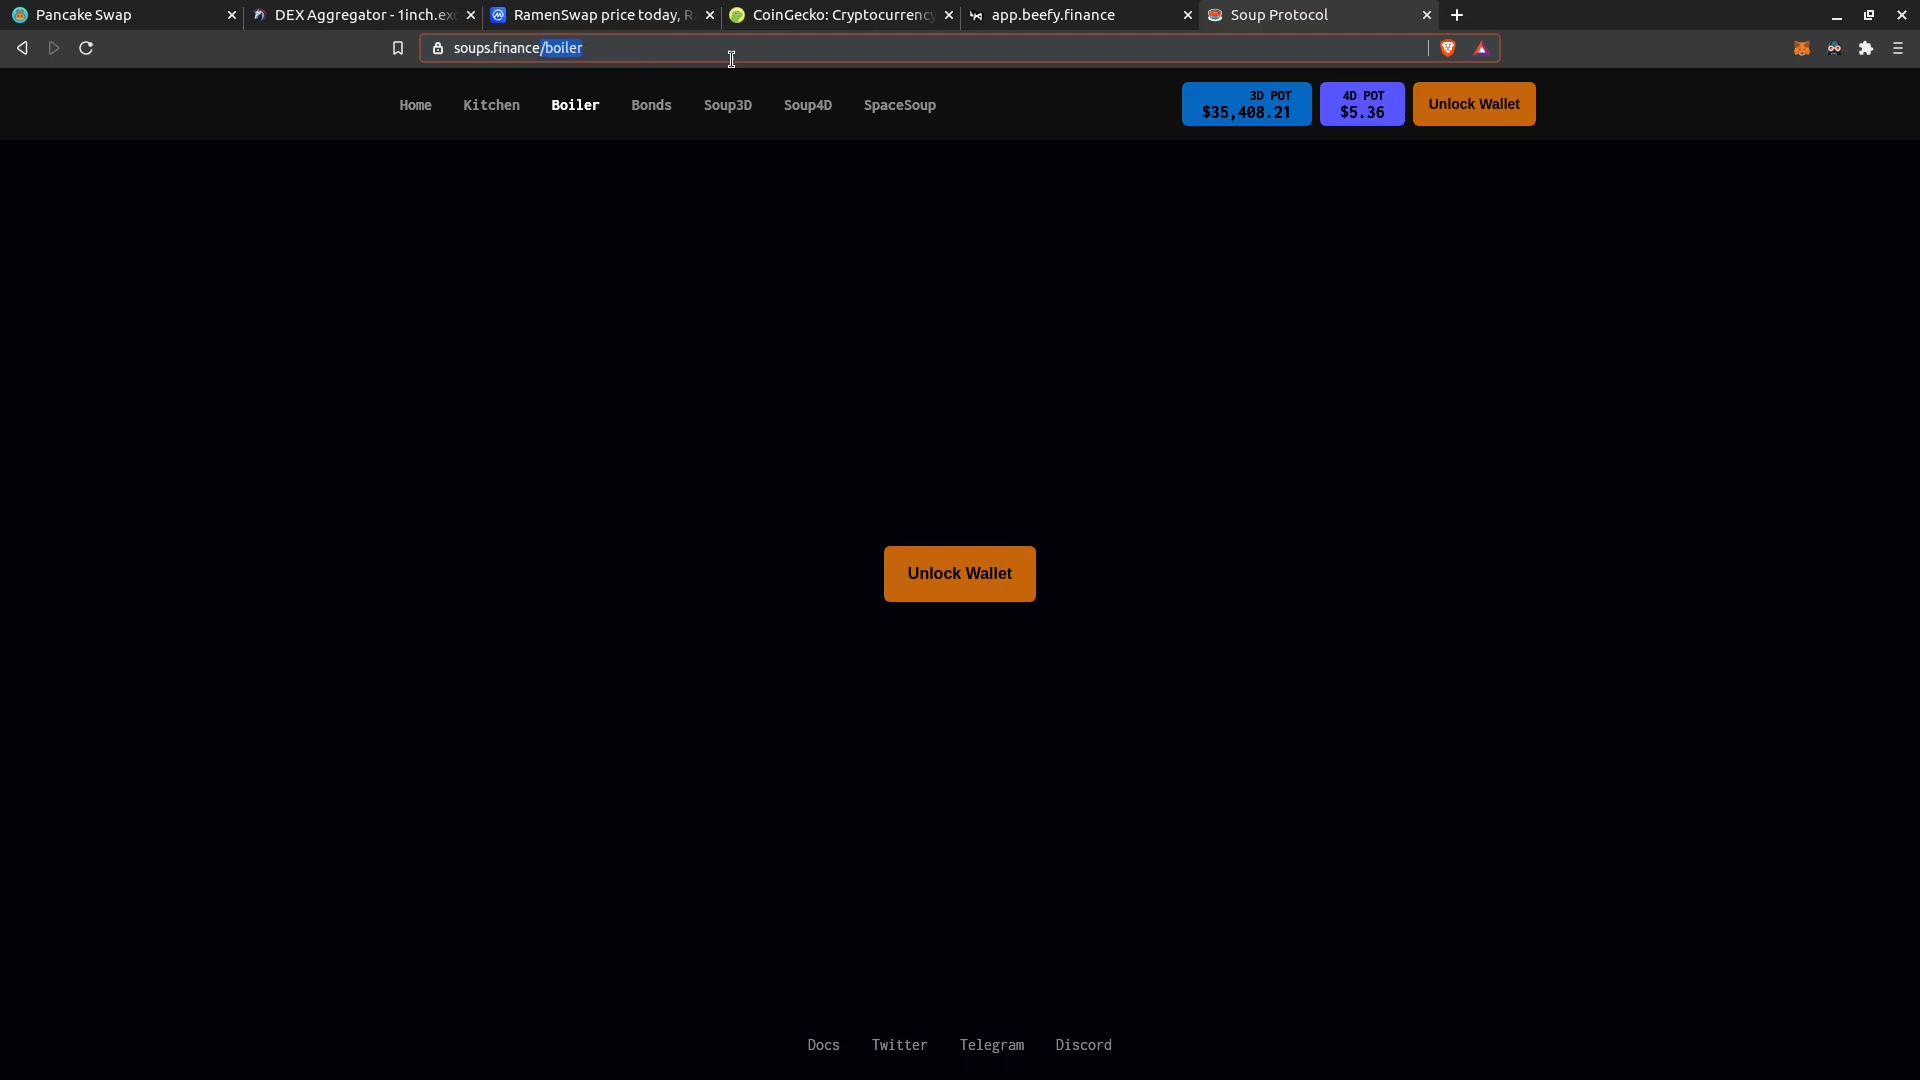 Pancake Swap
DEX Aggregator - 1inch.exc
RamenSwap price today, R
CoinGecko: Cryptocurrency
app.beefy.finance
Soup Protocol
soups.finance/boiler
Home
Kitchen
Boiler
Bonds
Soup3D
Soup4D
SpaceSoup
3D POT
$35,408.21
4D POT
$5.36
Unlock Wallet
Unlock Wallet
Docs
Twitter
Telegram
Discord